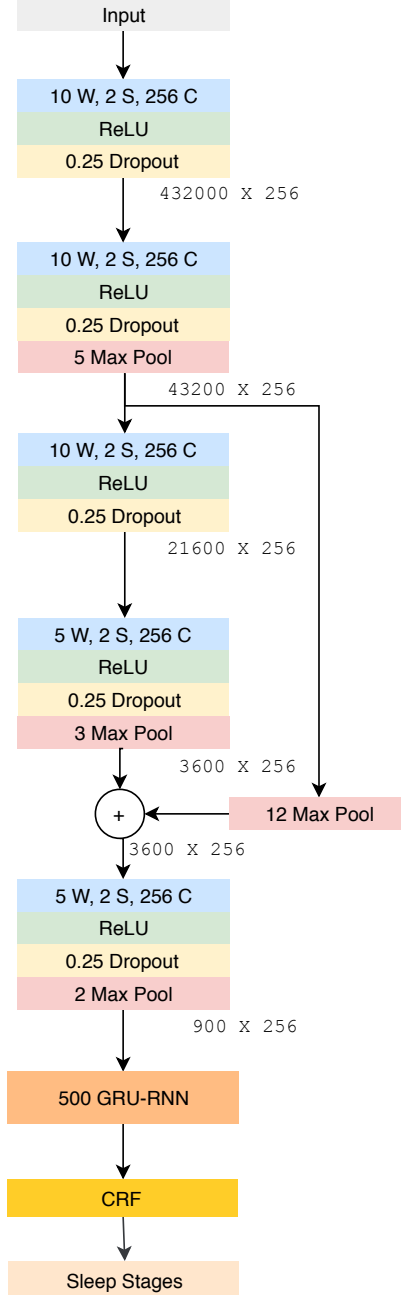 Input
10 W, 2 S, 256 C
ReLU
0.25 Dropout
432000 X 256
10 W, 2 S, 256 C
ReLU
0.25 Dropout
5 Max Pool
43200 X 256
10 W, 2 S, 256 C
ReLU
0.25 Dropout
21600 X 256
5 W, 2 S, 256 C
ReLU
0.25 Dropout
3 Max Pool
3600 X 256
+
12 Max Pool
3600 X 256
5 W, 2 S, 256 C
ReLU
0.25 Dropout
2 Max Pool
900 X 256
500 GRU-RNN
CRF
Sleep Stages